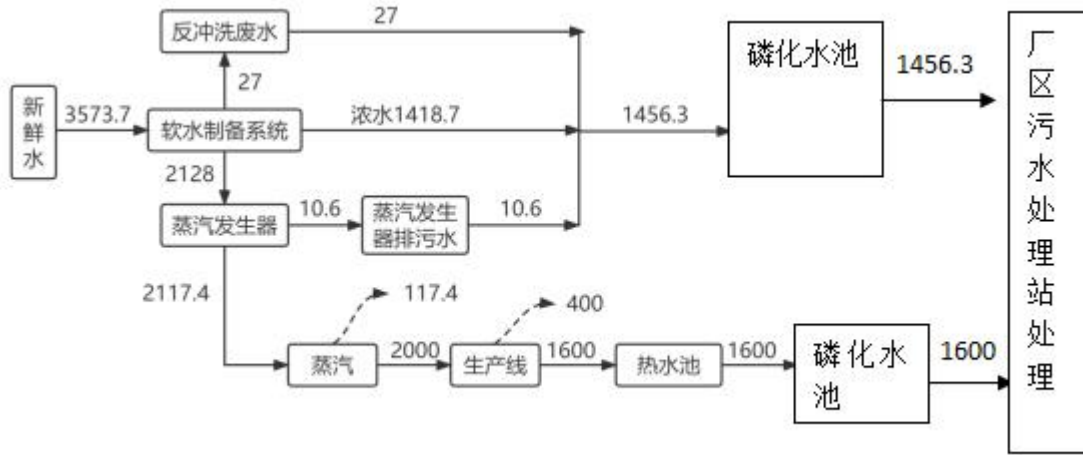 反冲洗废水
27
27
新
鲜
水
3573.7
软水制备系统
浓水1418.7
1456.3
磷化水池
1456.3
2128
蒸汽发生器
10.6
蒸汽发生
器排污水
10.6
2117.4
117.4
400
蒸汽
2000
生产线
1600
热水池
1600
磷化水
池
1600
厂
区
污
水
处
理
站
处
理